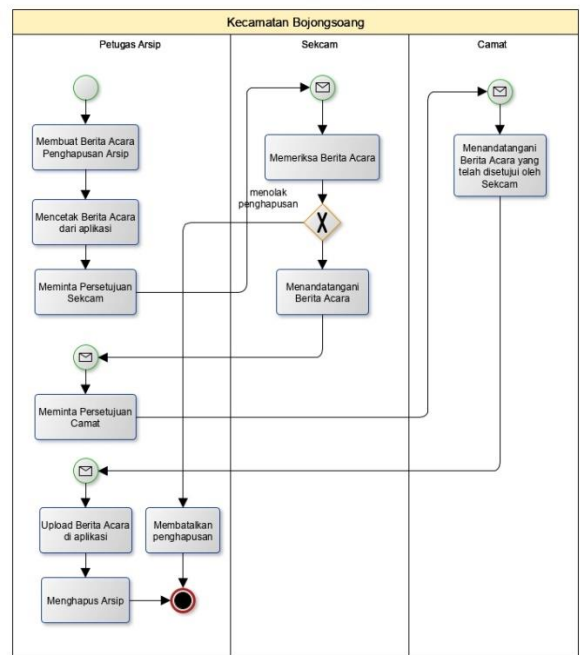 Kecamatan Bojongsoang
Petugas Arsip
Sekcam
Camat
Membuat Berita Acara
Penghapusan Arsip
Mencetak Berita Acara
dari aplikasi
Meminta Persetujuan
Sekcam
Memeriksa Berita Acara
menolak
penghapusan
X
Menandatangani
Berita Acara
Meminta Persetujuan
Camat
Menandatangani
Berita Acara yang
telah disetujui oleh
Sekcam
Upload Berita Acara
di aplikasi
Menghapus Arsip
Membatalkan
penghapusan